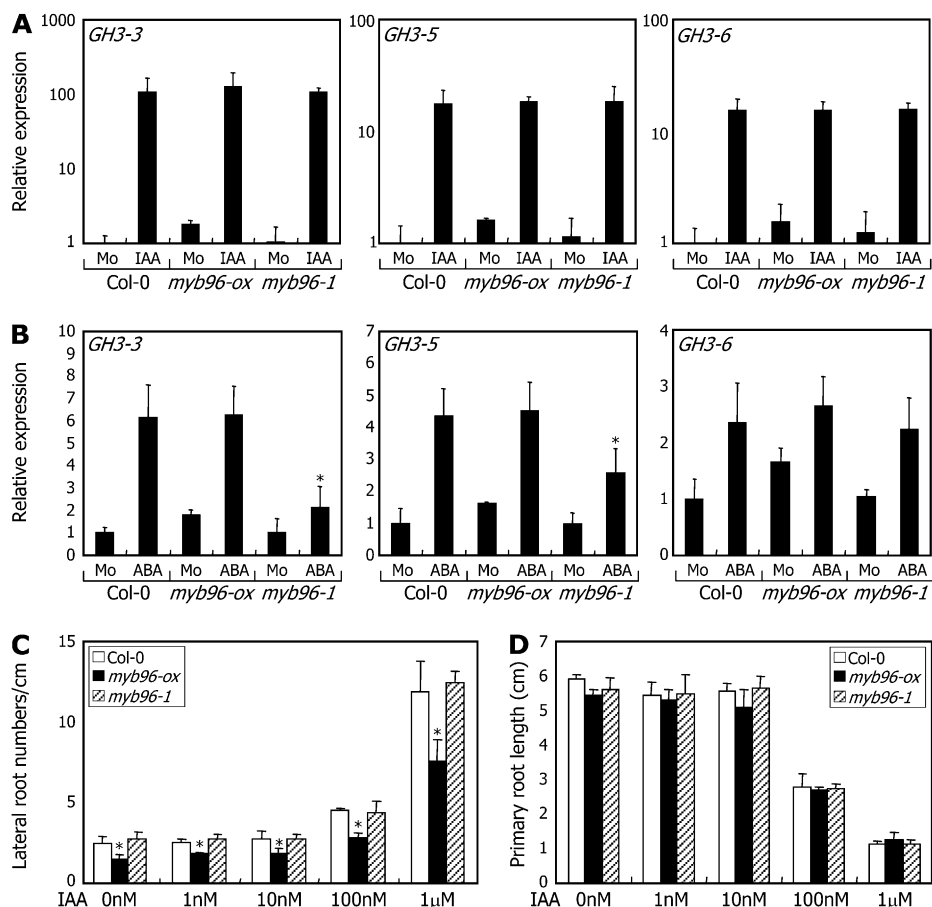 A
Relative expression
1000
100
10
1
GH3-3
Mo IAA Mo IAA Mo IAA
Col-0 myb96-ox myb96-1
100
10
1
GH3-5
Mo IAA Mo IAA Mo IAA
Col-0 myb96-ox myb96-1
100
10
1
GH3-6
Mo IAA Mo IAA Mo IAA
Col-0 myb96-ox myb96-1
B
Relative expression
10
9
8
7
6
5
4
3
2
1
0
GH3-3
*
Mo ABA Mo ABA Mo ABA
Col-0 myb96-ox myb96-1
7
6
5
4
3
2
1
0
GH3-5
*
Mo ABA Mo ABA Mo ABA
Col-0 myb96-ox myb96-1
4
3
2
1
0
GH3-6
Mo ABA Mo ABA Mo ABA
Col-0 myb96-ox myb96-1
C
Lateral root numbers/cm
15
10
5
0
Col-0
myb96-ox
myb96-1
* * * * *
IAA 0nM 1nM 10nM 100nM 1µM
D
Primary root length (cm)
7
6
5
4
3
2
1
0
Col-0
myb96-ox
myb96-1
IAA 0nM 1nM 10nM 100nM 1µM